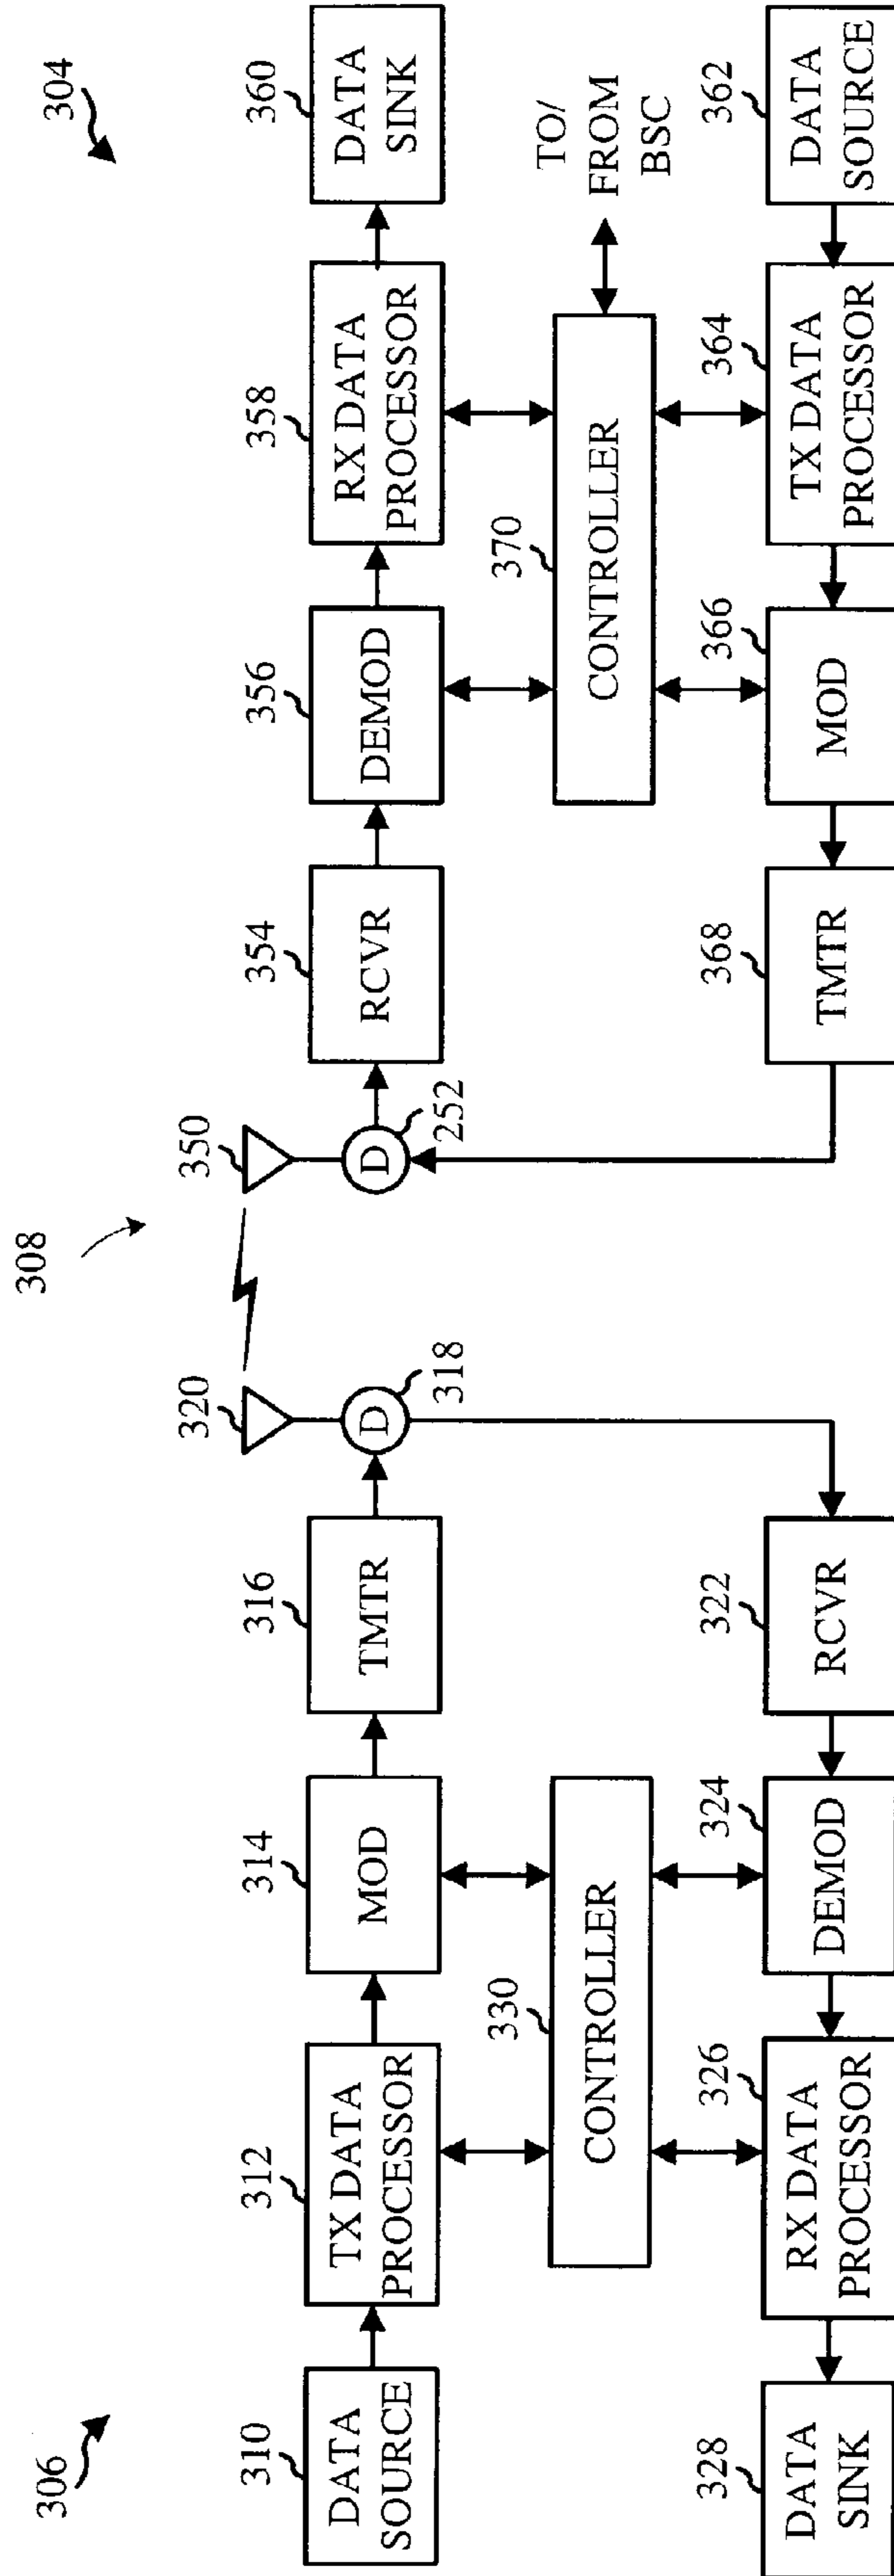 306
304
308
310
DATA
SOURCE
312
TX DATA
PROCESSOR
314
MOD
316
TMTR
320
D
318
350
D
252
354
RCVR
356
DEMOD
358
RX DATA
PROCESSOR
360
DATA
SINK
330
CONTROLLER
370
CONTROLLER
TO/
FROM
BSC
328
DATA
SINK
326
RX DATA
PROCESSOR
324
DEMOD
322
RCVR
368
TMTR
366
MOD
364
TX DATA
PROCESSOR
362
DATA
SOURCE